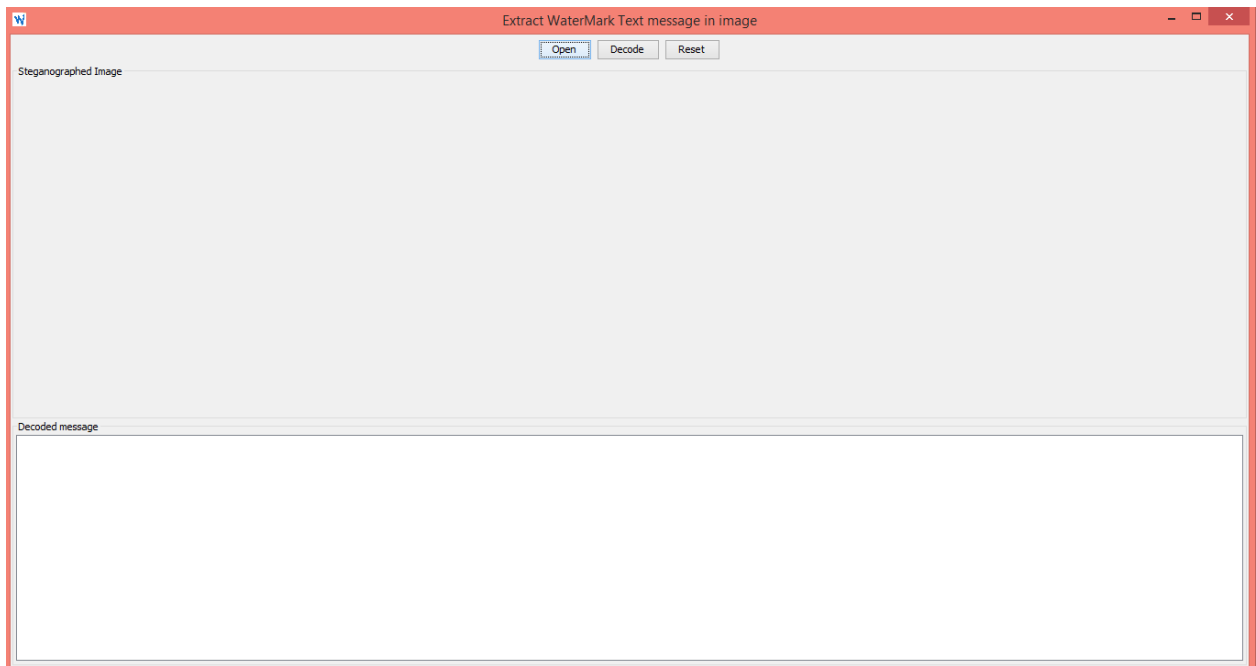 Extract WaterMark Text message in image
Open Decode Reset
Steganographed Image
Decoded message